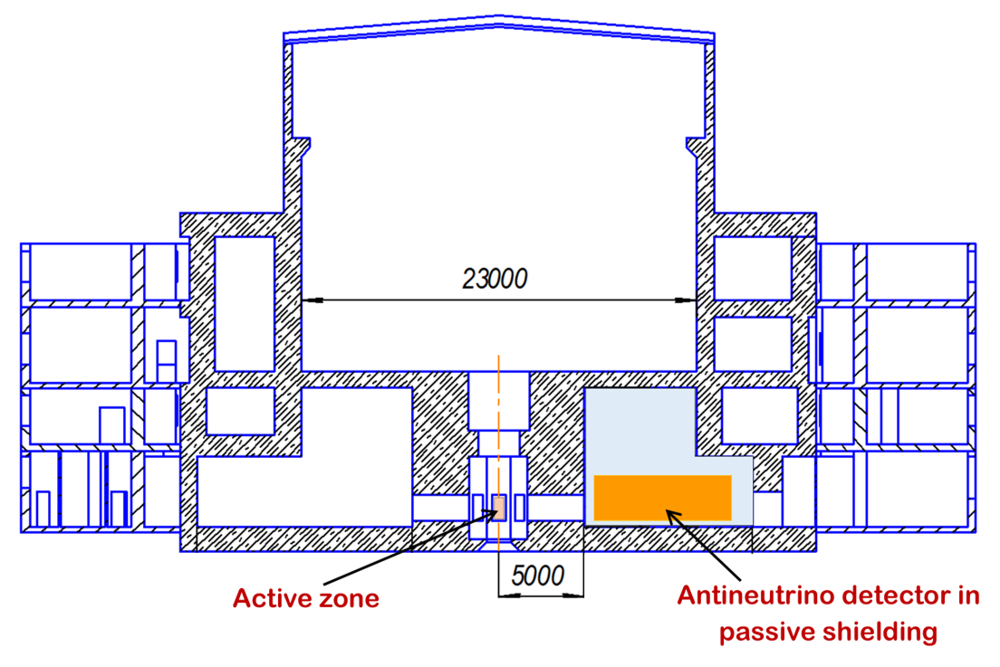 23000
5000
Active zone
Antineutrino detector in
passive shielding